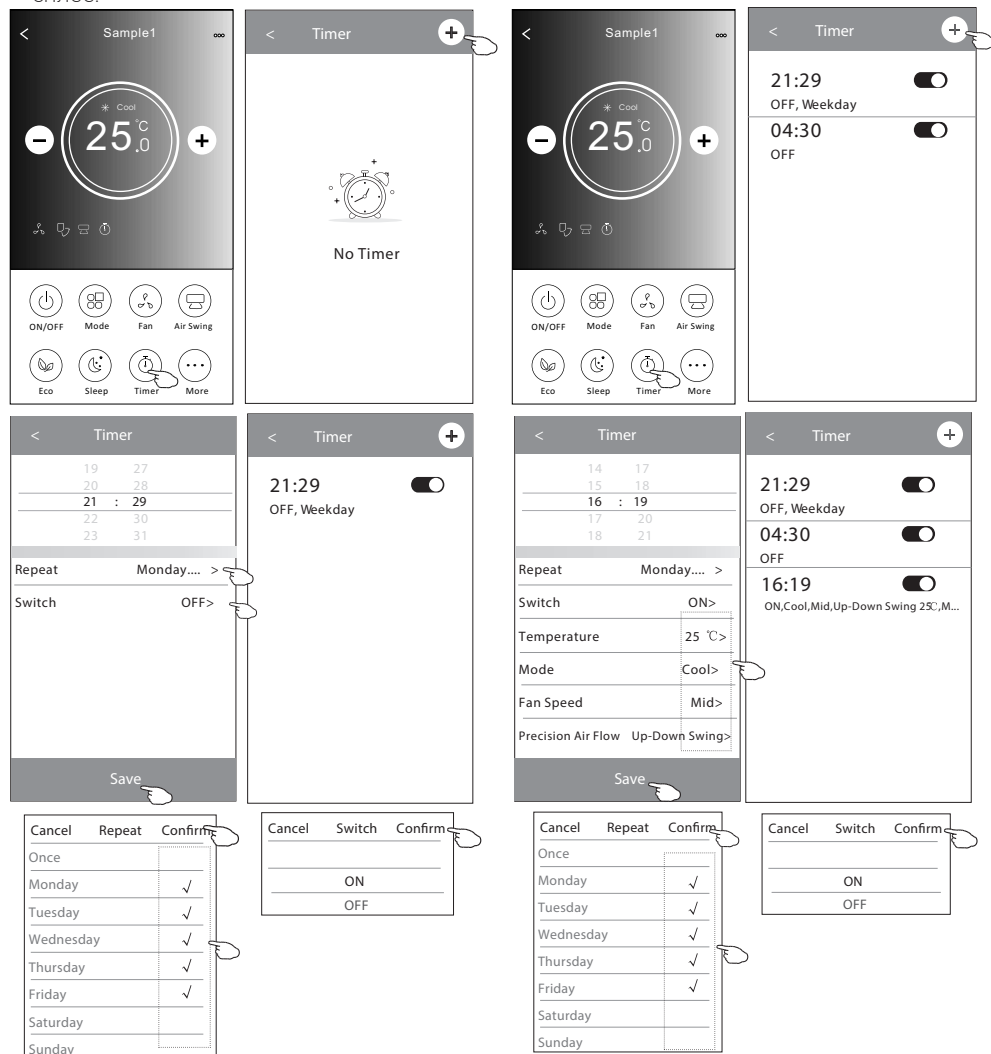 < Sample1 ooo
* Cool
25 °C .0
ON/OFF Mode Fan Air Swing
Eco Sleep Timer More
< Timer +
No Timer
< Sample1 ooo
* Cool
25 °C .0
ON/OFF Mode Fan Air Swing
Eco Sleep Timer More
< Timer +
21:29
OFF, Weekday
04:30
OFF
< Timer
19 27
20 28
21 : 29
22 30
23 31
Repeat Monday.... >
Switch OFF>
Save
< Timer +
21:29
OFF, Weekday
< Timer
14 17
15 18
16 : 19
17 20
18 21
Repeat Monday.... >
Switch ON>
Temperature 25 ℃>
Mode Cool>
Fan Speed Mid>
Precision Air Flow Up-Down Swing>
Save
< Timer +
21:29
OFF, Weekday
04:30
OFF
16:19
ON,Cool,Mid,Up-Down Swing 25℃,M...
Cancel Repeat Confirm
Once
Monday √
Tuesday √
Wednesday √
Thursday √
Friday √
Saturday
Sunday
Cancel Switch Confirm
ON
OFF
Cancel Repeat Confirm
Once
Monday √
Tuesday √
Wednesday √
Thursday √
Friday √
Saturday
Sunday
Cancel Switch Confirm
ON
OFF